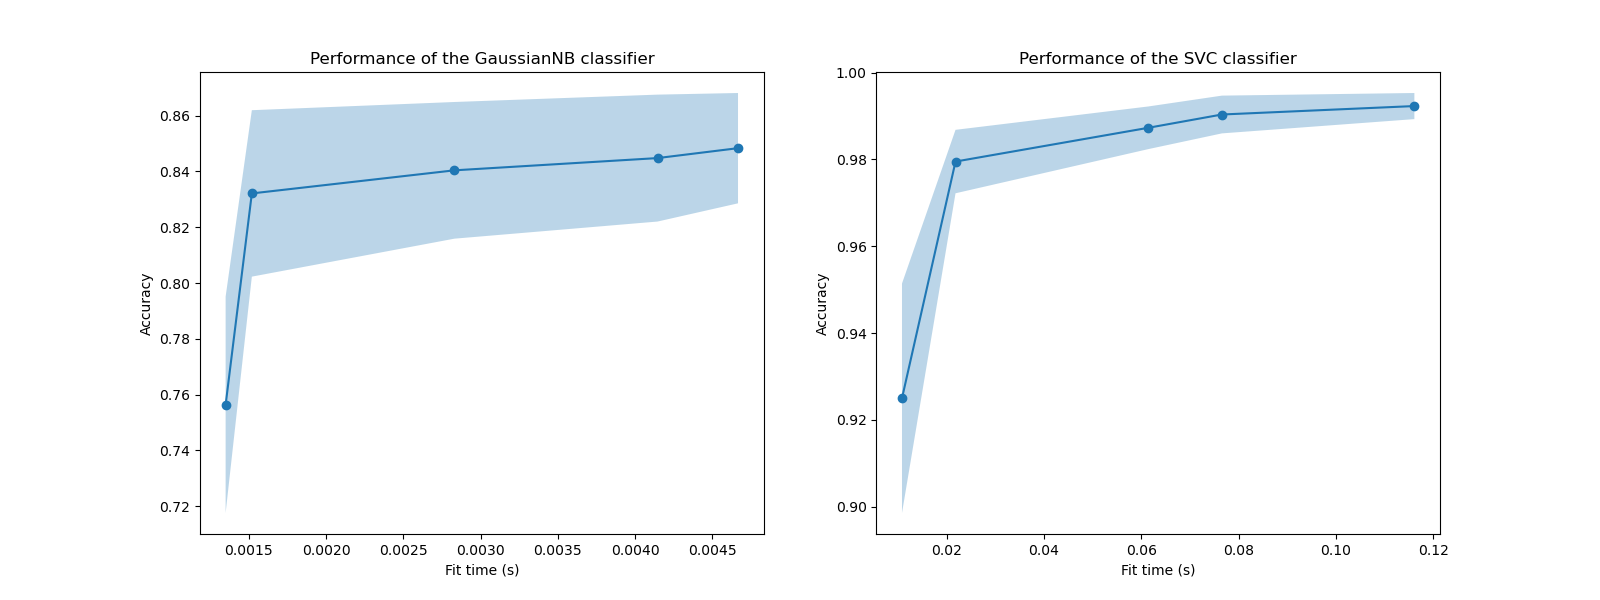 Performance of the GaussianNB classifier
0.86
0.84
0.82
0.80
0.78
0.76
0.74
0.72
Accuracy
0.0015 0.0020 0.0025 0.0030 0.0035 0.0040 0.0045
Fit time (s)
Performance of the SVC classifier
1.00
0.98
0.96
0.94
0.92
0.90
Accuracy
0.02 0.04 0.06 0.08 0.10 0.12
Fit time (s)